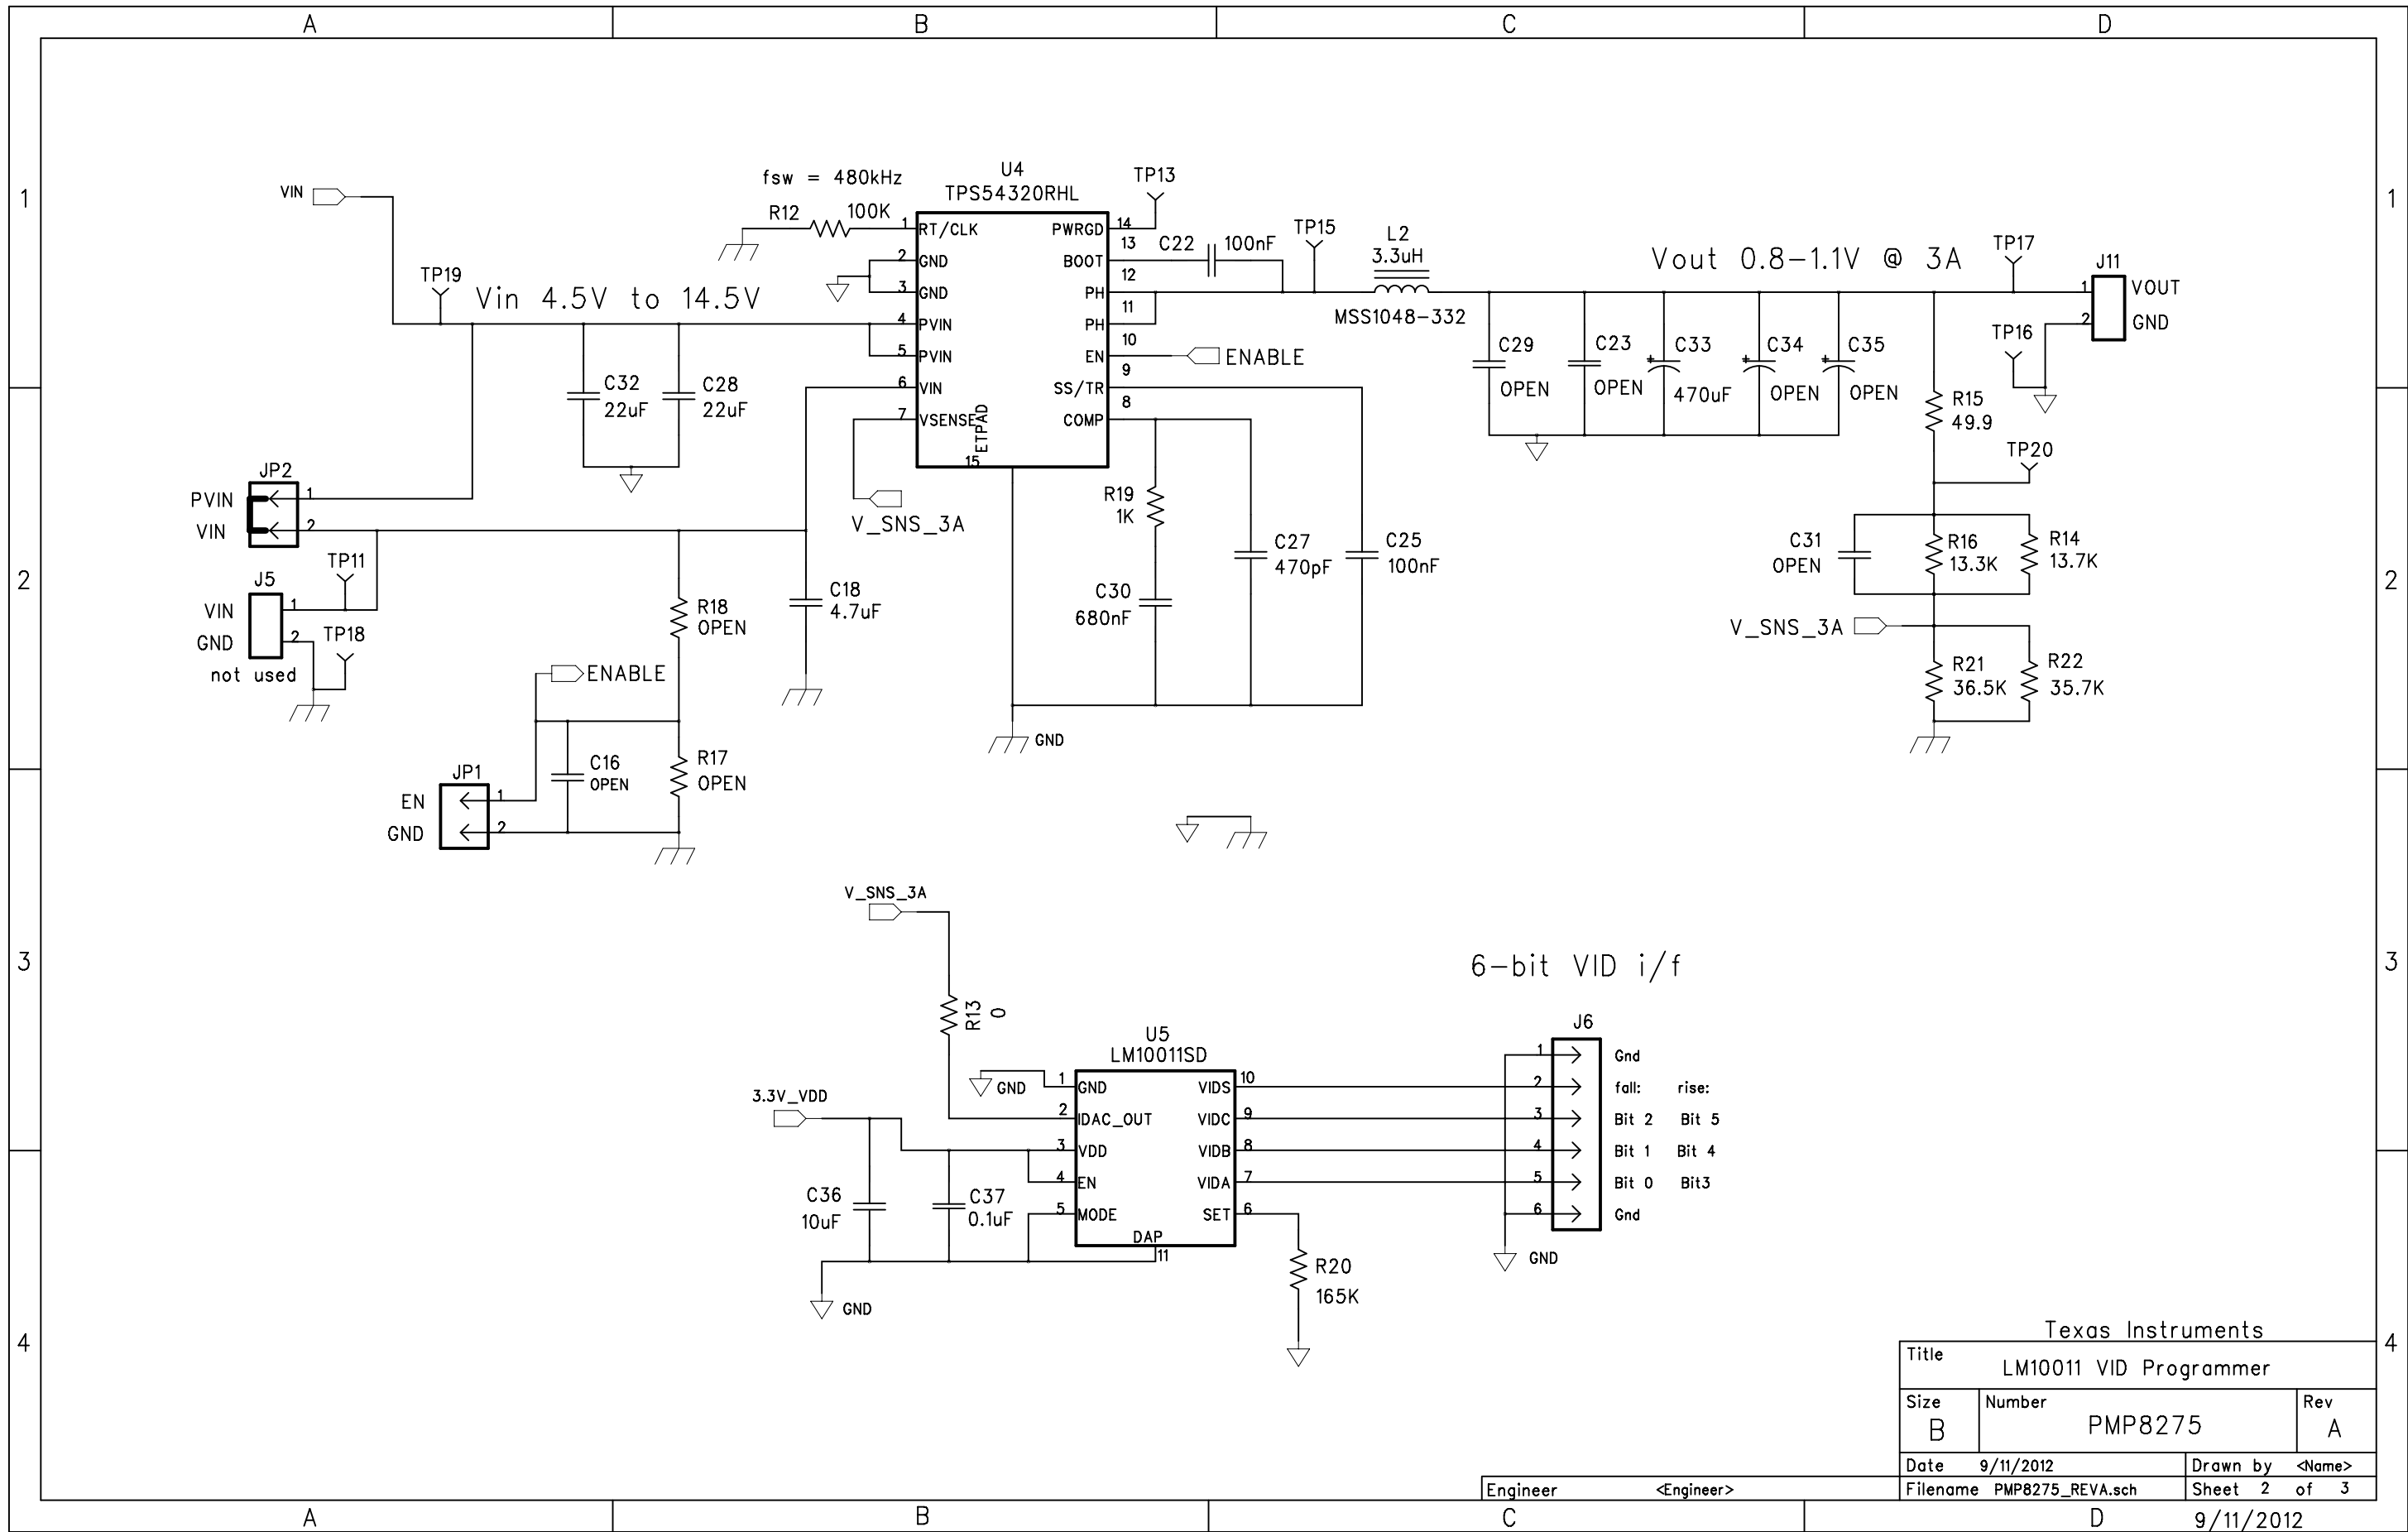 A B C D
1
1
2
2
3
3
4
4
VIN
TP19
Vin 4.5V to 14.5V
fsw = 480kHz
R12 100K
U4
TPS54320RHL
1 RT/CLK
2 GND
3 GND
4 PVIN
5 PVIN
6 VIN
7 VSENSE
ETPAD
15
PWRGD 14
BOOT 13
PH 12
PH 11
EN 10
SS/TR 9
COMP 8
TP13
C22 100nF
TP15
L2
3.3uH
MSS1048-332
Vout 0.8-1.1V @ 3A
TP17
J11
1 VOUT
2 GND
TP16
ENABLE
C29
OPEN
C23
OPEN
C33
470uF
C34
OPEN
C35
OPEN
R15
49.9
TP20
C32
22uF
C28
22uF
V_SNS_3A
JP2
PVIN 1
VIN 2
TP11
J5
VIN 1
GND 2
TP18
not used
R18
OPEN
C18
4.7uF
R19
1K
C30
680nF
C27
470pF
C25
100nF
C31
OPEN
R16
13.3K
R14
13.7K
V_SNS_3A
R21
36.5K
R22
35.7K
ENABLE
C16
OPEN
R17
OPEN
JP1
EN 1
GND 2
GND
V_SNS_3A
R13
0
6-bit VID i/f
U5
LM10011SD
GND
1 GND
2 IDAC_OUT
3 VDD
4 EN
5 MODE
DAP
11
VIDS 10
VIDC 9
VIDB 8
VIDA 7
SET 6
3.3V_VDD
C36
10uF
C37
0.1uF
GND
R20
165K
J6
1 Gnd
2 fall: rise:
3 Bit 2 Bit 5
4 Bit 1 Bit 4
5 Bit 0 Bit3
6 Gnd
GND
Texas Instruments
Title
LM10011 VID Programmer
Size
B
Number
PMP8275
Rev
A
Date 9/11/2012
Drawn by <Name>
Engineer <Engineer>
Filename PMP8275_REVA.sch
Sheet 2 of 3
A B C D
9/11/2012